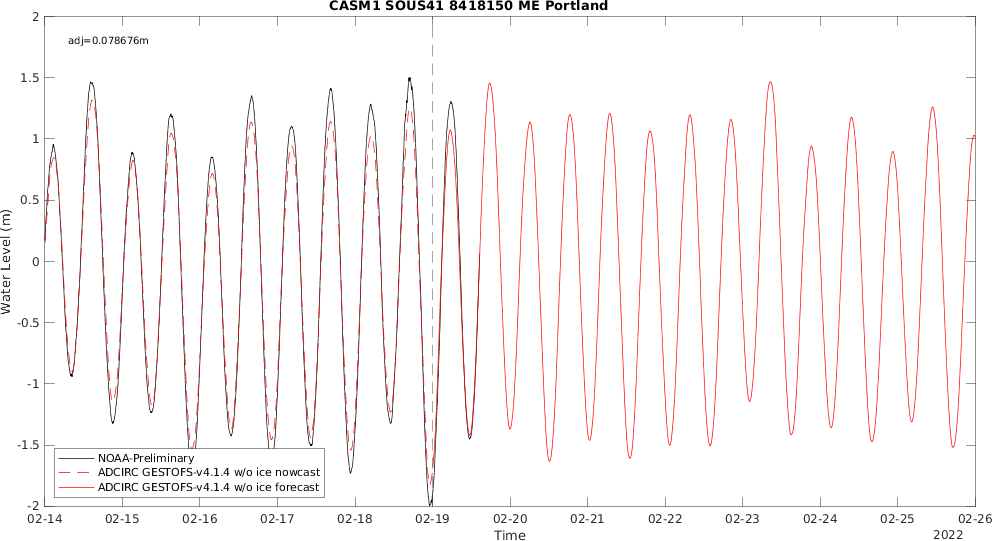 CASM1 SOUS41 8418150 ME Portland
adj=0.078676m
2
1.5
1
0.5
0
-0.5
-1
-1.5
-2
Water Level (m)
NOAA-Preliminary
ADCIRC GESTOFS-v4.1.4 w/o ice nowcast
ADCIRC GESTOFS-v4.1.4 w/o ice forecast
02-14 02-15 02-16 02-17 02-18 02-19 02-20 02-21 02-22 02-23 02-24 02-25 02-26
Time
2022